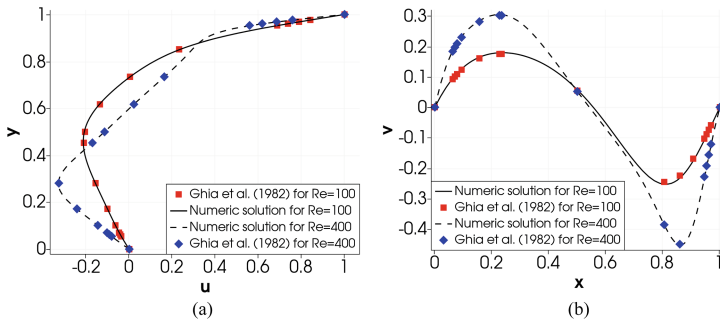 1
0.8
0.6
0.4
0.2
0
y
-0.2 0 0.2 0.4 0.6 0.8 1
u
Ghia et al. (1982) for Re=100
Numeric solution for Re=100
Numeric solution for Re=400
Ghia et al. (1982) for Re=400
(a)
0.3
0.2
0.1
0
-0.1
-0.2
-0.3
-0.4
v
0 0.2 0.4 0.6 0.8 1
x
Numeric solution for Re=100
Ghia et al. (1982) for Re=100
Numeric solution for Re=400
Ghia et al. (1982) for Re=400
(b)